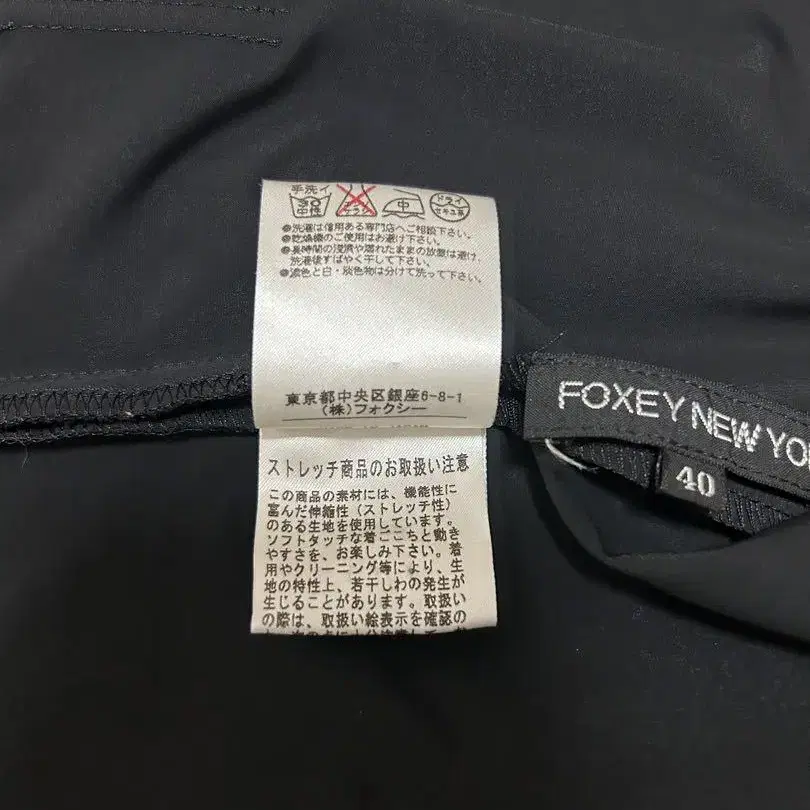 手洗イ
30
中性
エンソ
サラシ
中
ドライ
セキユ系
●洗濯は信用ある専門店へご相談下さい。
●乾燥機のご使用はお避け下さい。
●長時間の浸漬や濡れたままの放置は避け、
洗濯後すばやく干して下さい。
●濃色と白・淡色物は分けて洗って下さい。
東京都中央区銀座6-8-1
(株)フォクシー
ストレッチ商品のお取扱い注意
この商品の素材には、機能性に
富んだ伸縮性(ストレッチ性)
のある生地を使用しています。
ソフトタッチな着ごこちと動き
やすさを、お楽しみ下さい。着
用やクリーニング等により、生
地の特性上、若干しわの発生が
生じることがあります。取扱い
の際は、取扱い絵表示を確認の
FOXEY NEW YO
40